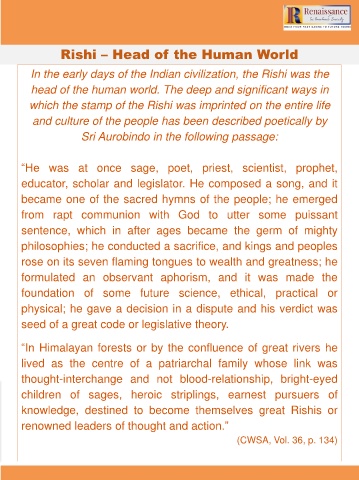 Renaissance
Rishi – Head of the Human World
In the early days of the Indian civilization, the Rishi was the
head of the human world. The deep and significant ways in
which the stamp of the Rishi was imprinted on the entire life
and culture of the people has been described poetically by
Sri Aurobindo in the following passage:
“He was at once sage, poet, priest, scientist, prophet,
educator, scholar and legislator. He composed a song, and it
became one of the sacred hymns of the people; he emerged
from rapt communion with God to utter some puissant
sentence, which in after ages became the germ of mighty
philosophies; he conducted a sacrifice, and kings and peoples
rose on its seven flaming tongues to wealth and greatness; he
formulated an observant aphorism, and it was made the
foundation of some future science, ethical, practical or
physical; he gave a decision in a dispute and his verdict was
seed of a great code or legislative theory.
“In Himalayan forests or by the confluence of great rivers he
lived as the centre of a patriarchal family whose link was
thought-interchange and not blood-relationship, bright-eyed
children of sages, heroic striplings, earnest pursuers of
knowledge, destined to become themselves great Rishis or
renowned leaders of thought and action.”
(CWSA, Vol. 36, p. 134)